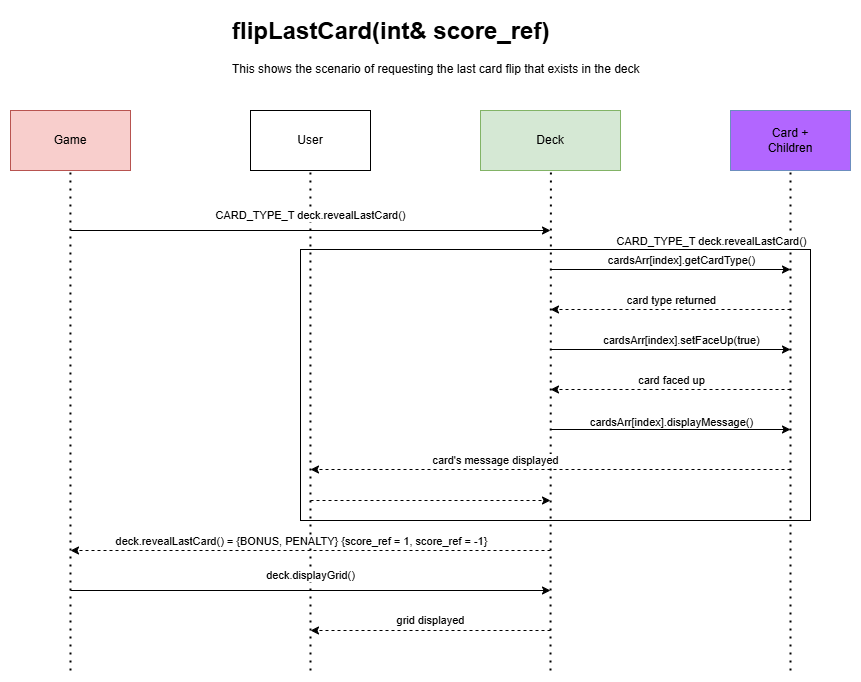 flipLastCard(int& score_ref)
This shows the scenario of requesting the last card flip that exists in the deck
Game
User
Deck
Card +
Children
CARD_TYPE_T deck.revealLastCard()
CARD_TYPE_T deck.revealLastCard()
cardsArr[index].getCardType()
card type returned
cardsArr[index].setFaceUp(true)
card faced up
cardsArr[index].displayMessage()
card's message displayed
deck.revealLastCard() = {BONUS, PENALTY} {score_ref = 1, score_ref = -1}
deck.displayGrid()
grid displayed